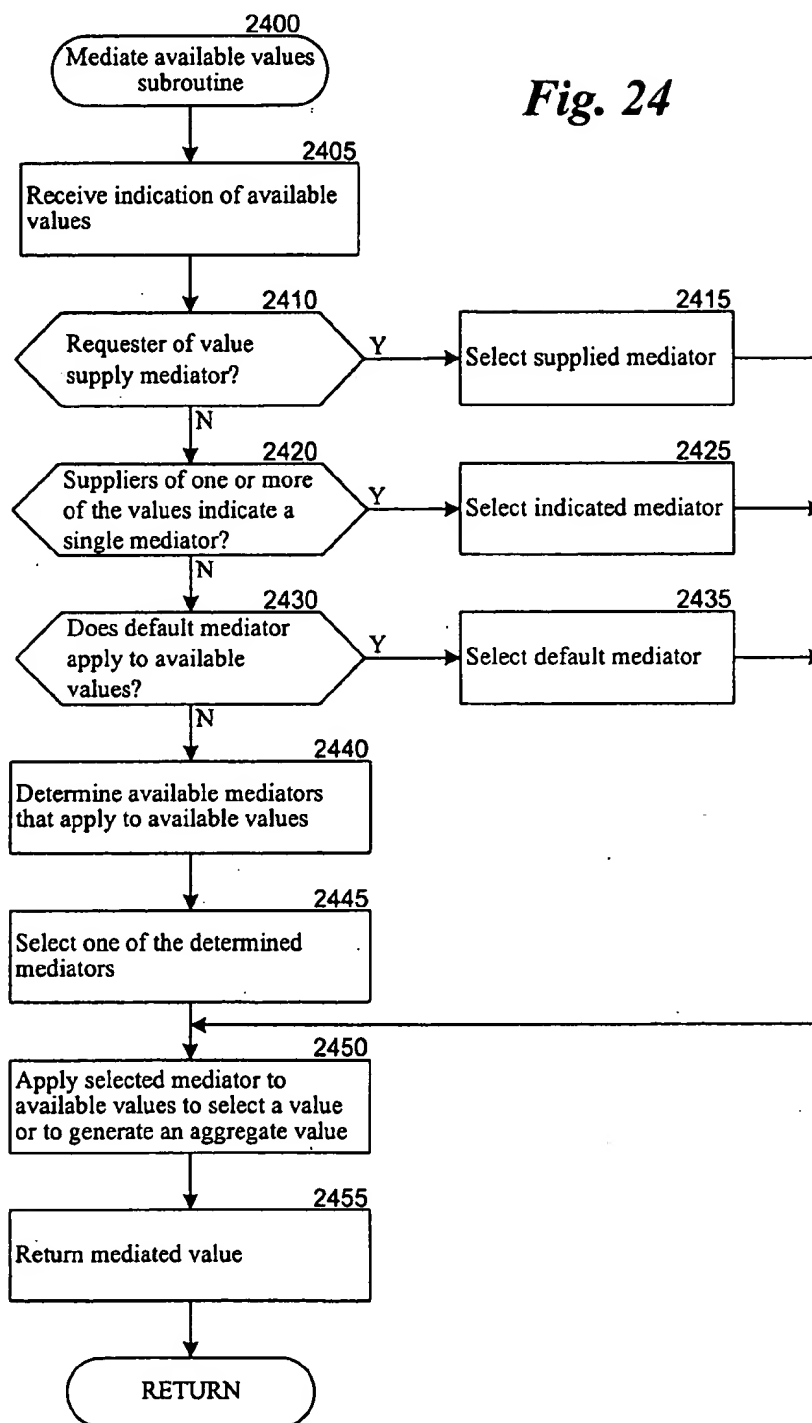 2400
Mediate available values
subroutine
Fig. 24
2405
Receive indication of available
values
2410
Requester of value
supply mediator?
Y
N
2415
Select supplied mediator
2420
Suppliers of one or more
of the values indicate a
single mediator?
Y
N
2425
Select indicated mediator
2430
Does default mediator
apply to available
values?
Y
N
2435
Select default mediator
2440
Determine available mediators
that apply to available values
2445
Select one of the determined
mediators
2450
Apply selected mediator to
available values to select a value
or to generate an aggregate value
2455
Return mediated value
RETURN